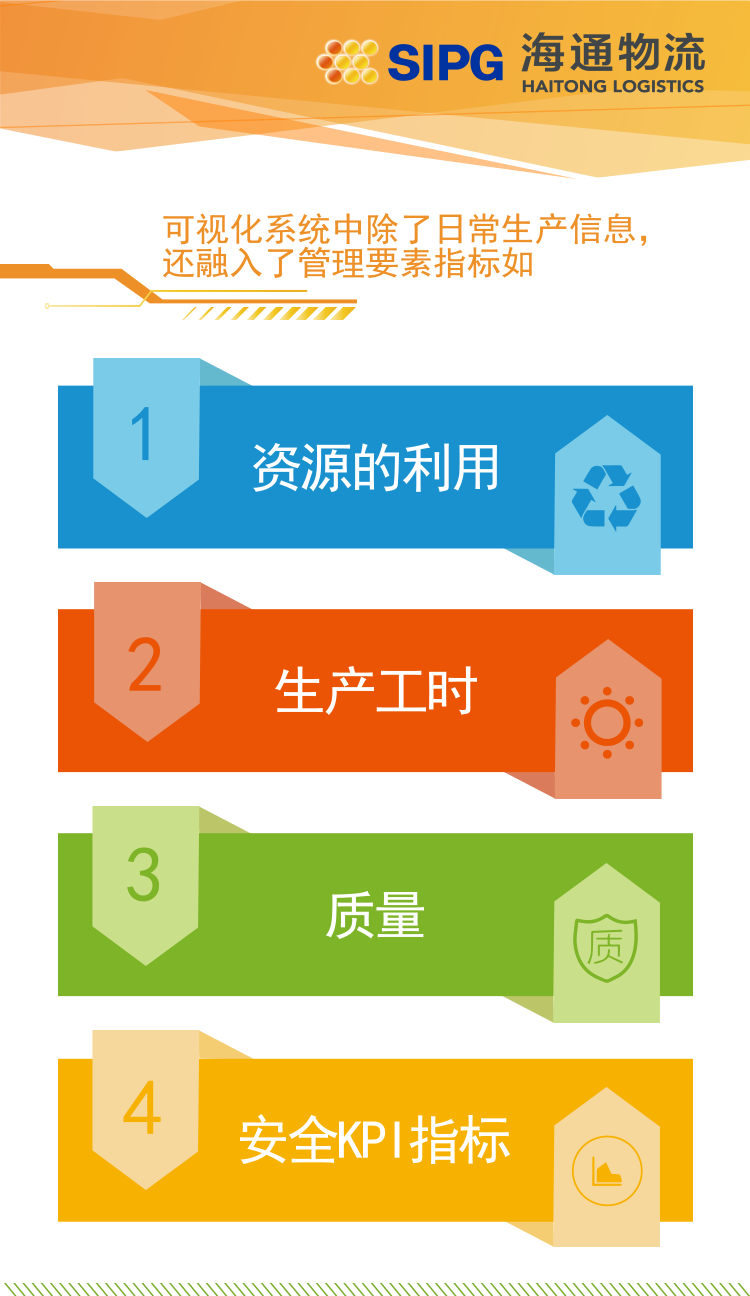 SIPG 海通物流
HAITONG LOGISTICS
可视化系统中除了日常生产信息，
还融入了管理要素指标如
1
资源的利用
2
生产工时
3
质量
质
4
安全KPI指标